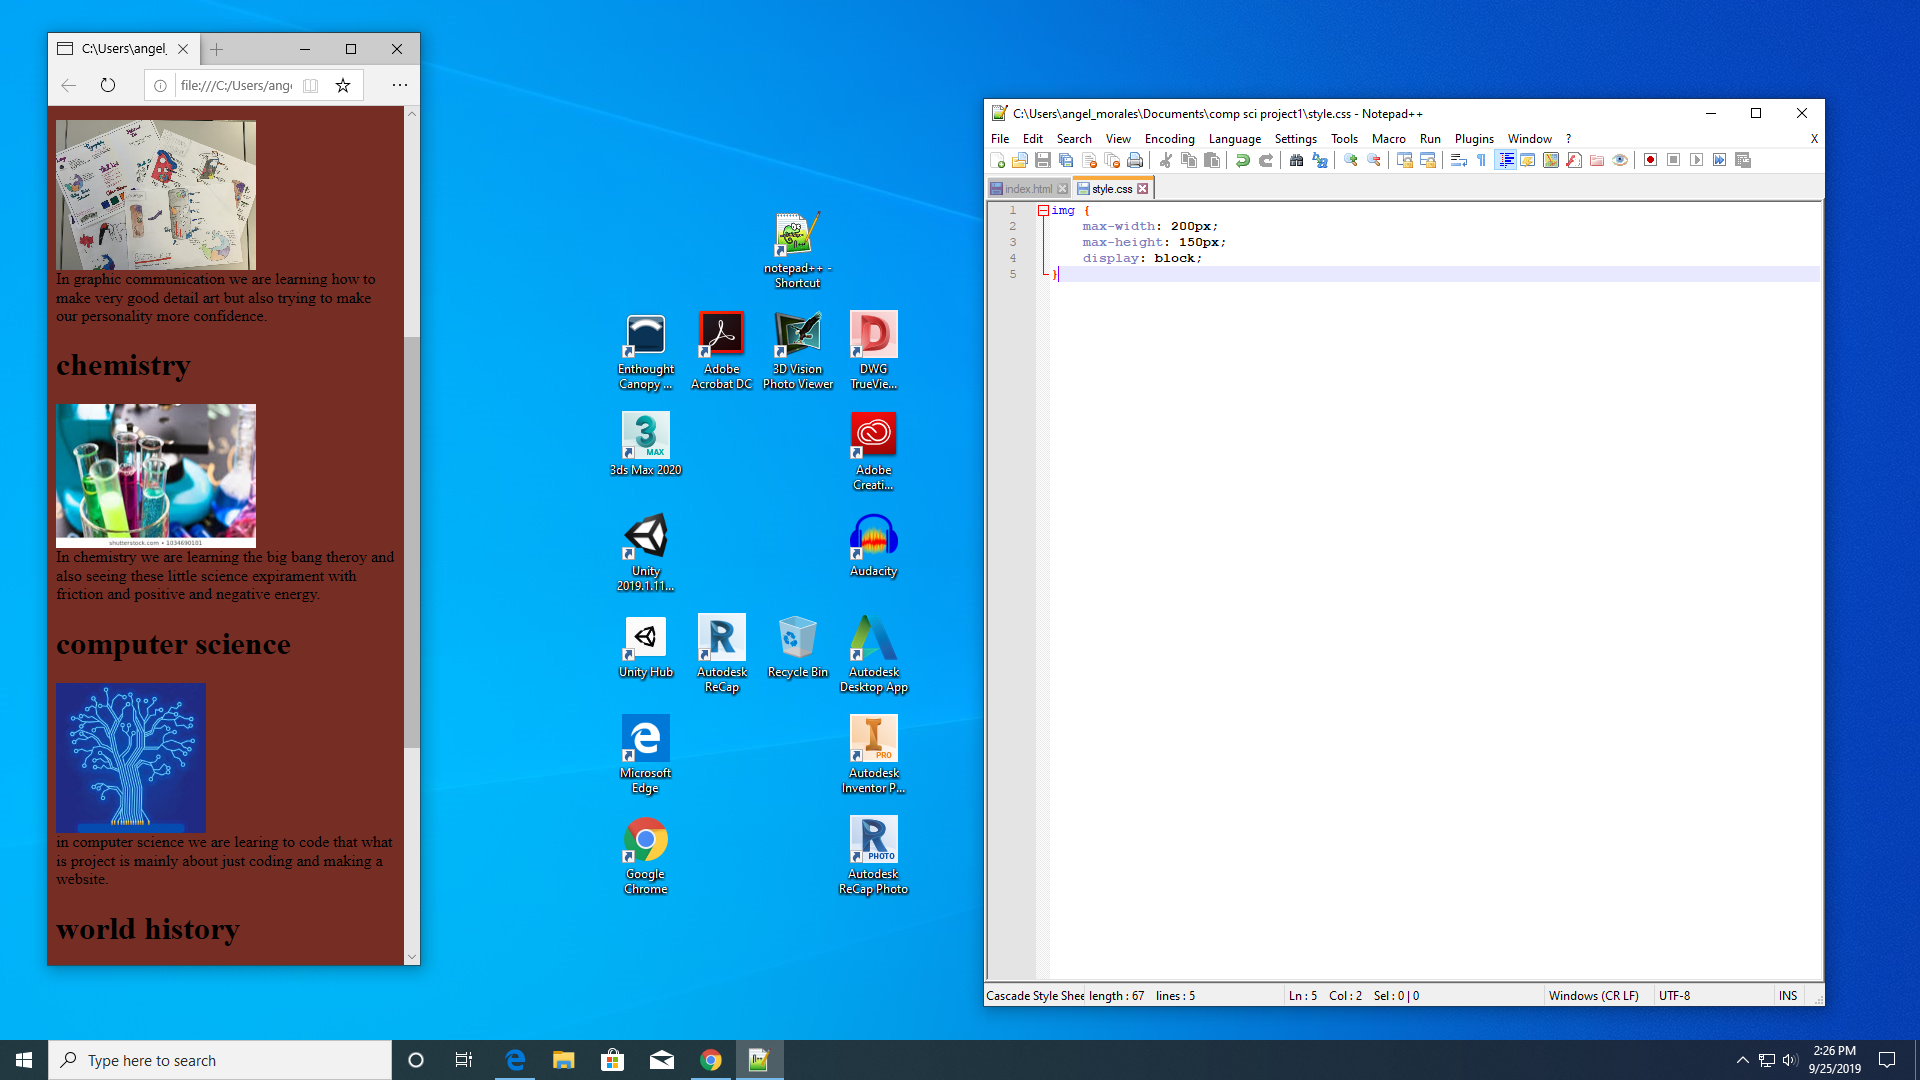 C:\Users\angel_
file:///C:/Users/ange
In graphic communication we are learning how to
make very good detail art but also trying to make
our personality more confidence.
chemistry
shutterstock.com • 1034690101
In chemistry we are learning the big bang theroy and
also seeing these little science expirament with
friction and positive and negative energy.
computer science
in computer science we are learing to code that what
is project is mainly about just coding and making a
website.
world history
notepad++ -
Shortcut
Enthought
Canopy ...
Adobe
Acrobat DC
3D Vision
Photo Viewer
DWG
TrueVie...
3ds Max 2020
MAX
Adobe
Creati...
Unity
2019.1.11...
Audacity
Unity Hub
Autodesk
ReCap
Recycle Bin
Autodesk
Desktop App
Microsoft
Edge
PRO
Autodesk
Inventor P...
Google
Chrome
PHOTO
Autodesk
ReCap Photo
C:\Users\angel_morales\Documents\comp sci project1\style.css - Notepad++
File Edit Search View Encoding Language Settings Tools Macro Run Plugins Window ? X
index.html style.css
1 img {
2 max-width: 200px;
3 max-height: 150px;
4 display: block;
5 }
Cascade Style Shee length : 67 lines : 5 Ln : 5 Col : 2 Sel : 0 | 0 Windows (CR LF) UTF-8 INS
Type here to search
2:26 PM
9/25/2019